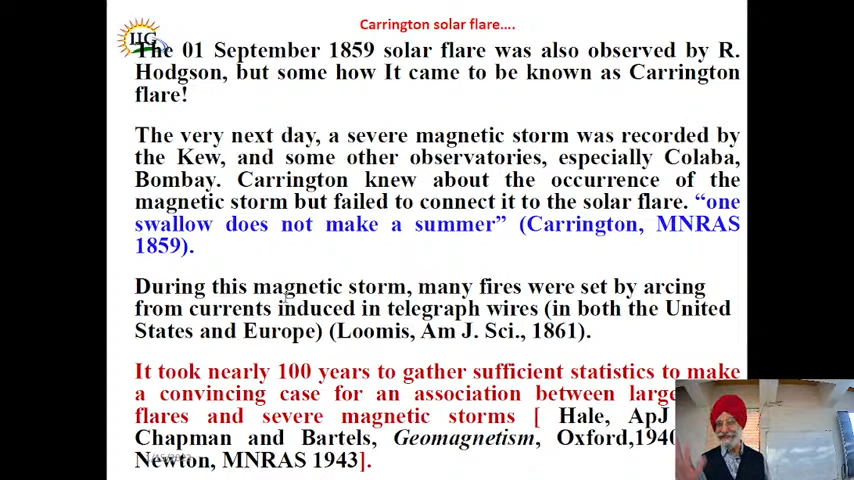 Carrington solar flare....
IIG
The 01 September 1859 solar flare was also observed by R.
Hodgson, but some how It came to be known as Carrington
flare!
The very next day, a severe magnetic storm was recorded by
the Kew, and some other observatories, especially Colaba,
Bombay. Carrington knew about the occurrence of the
magnetic storm but failed to connect it to the solar flare. “one
swallow does not make a summer” (Carrington, MNRAS
1859).
During this magnetic storm, many fires were set by arcing
from currents induced in telegraph wires (in both the United
States and Europe) (Loomis, Am J. Sci., 1861).
It took nearly 100 years to gather sufficient statistics to make
a convincing case for an association between large
flares and severe magnetic storms [ Hale, ApJ
Chapman and Bartels, Geomagnetism, Oxford,1940
Newton, MNRAS 1943].